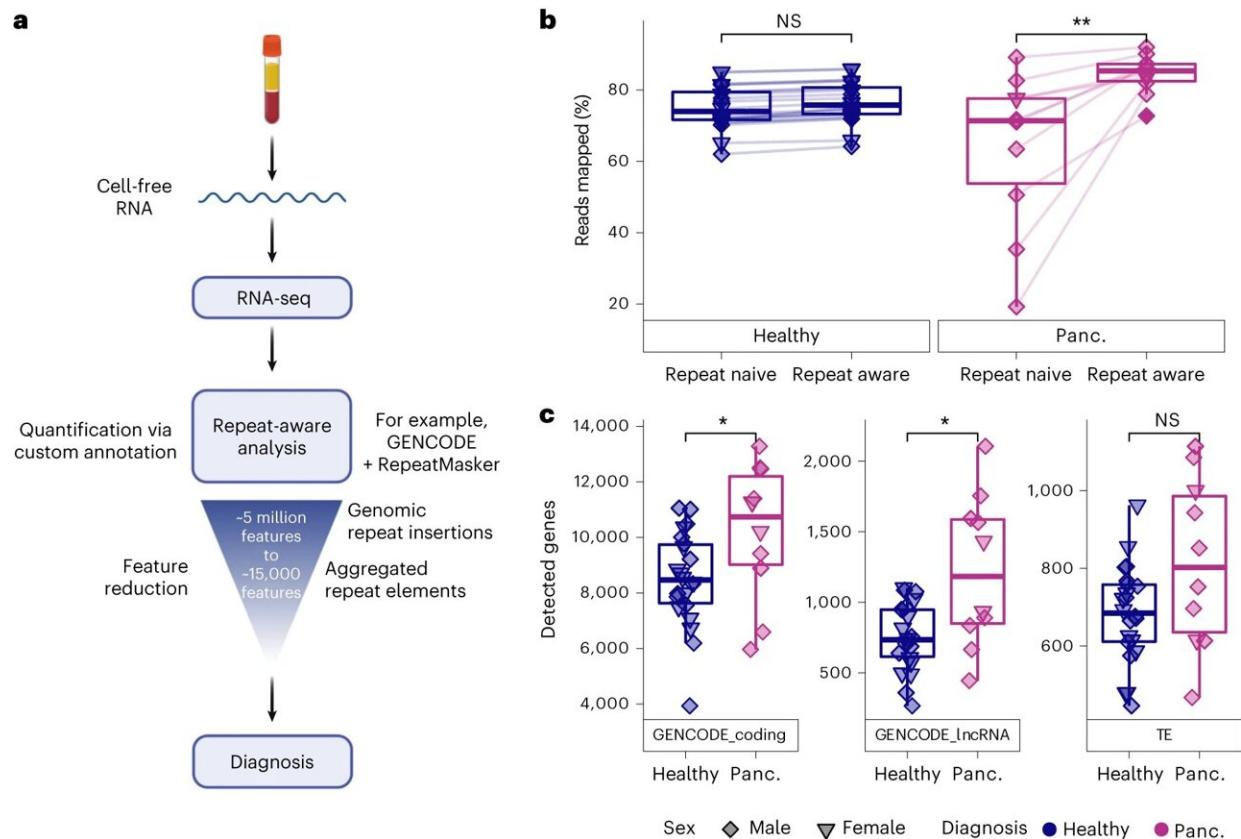 a
Cell-free
RNA
RNA-seq
Quantification via
custom annotation
Repeat-aware
analysis
For example,
GENCODE
+ RepeatMasker
~5 million
features
to
~15,000
features
Feature
reduction
Genomic
repeat insertions
Aggregated
repeat elements
Diagnosis
b
Reads mapped (%)
80
60
40
20
NS
**
Healthy
Panc.
Repeat naive
Repeat aware
Repeat naive
Repeat aware
c
Detected genes
14,000
12,000
10,000
8,000
6,000
4,000
*
GENCODE_coding
Healthy
Panc.
2,000
1,500
1,000
500
*
GENCODE_lncRNA
Healthy
Panc.
1,000
800
600
NS
TE
Healthy
Panc.
Sex Male Female Diagnosis Healthy Panc.